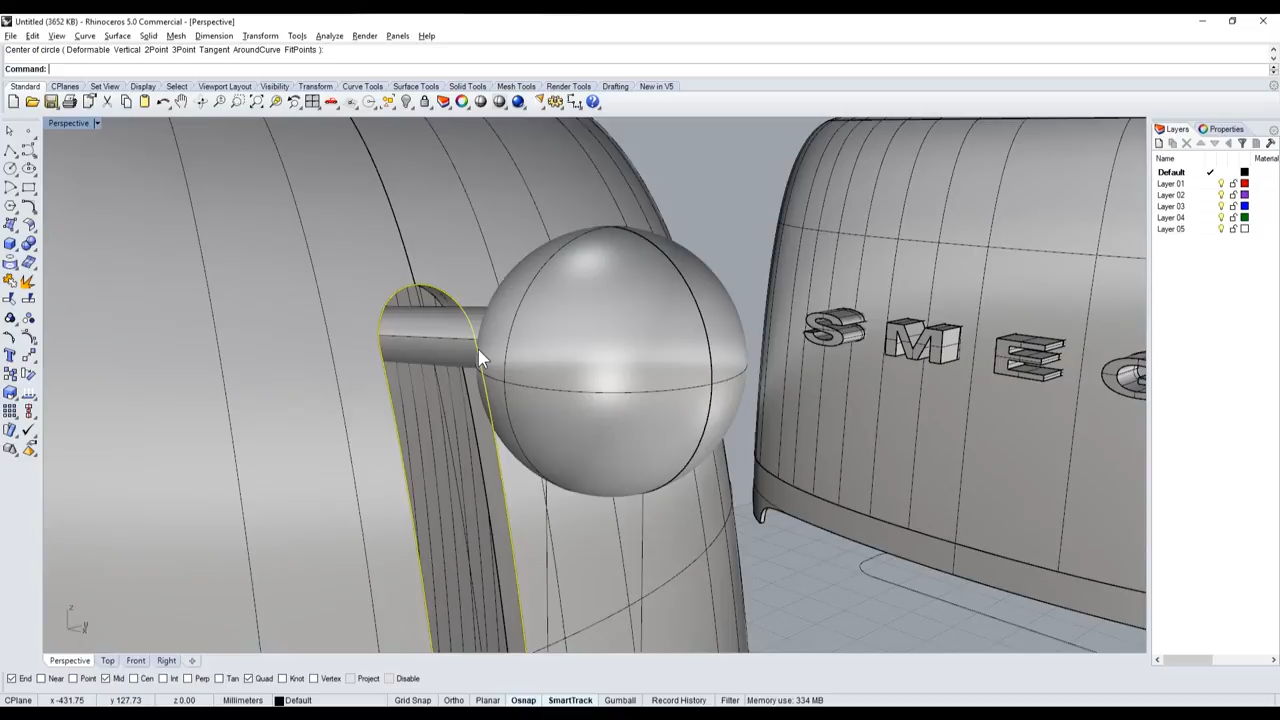 Untitled (3652 KB) - Rhinoceros 5.0 Commercial - [Perspective]
File Edit View Curve Surface Solid Mesh Dimension Transform Tools Analyze Render Panels Help
Center of circle ( Deformable Vertical 2Point 3Point Tangent AroundCurve FitPoints ):
Command:
Standard CPlanes Set View Display Select Viewport Layout Visibility Transform Curve Tools Surface Tools Solid Tools Mesh Tools Render Tools Drafting New in V5
Perspective
Layers Properties
Name Material
Default
Layer 01
Layer 02
Layer 03
Layer 04
Layer 05
S M E G
z
y
Perspective Top Front Right
End Near Point Mid Cen Int Perp Tan Quad Knot Vertex Project Disable
CPlane x -431.75 y 127.73 z 0.00 Millimeters Default Grid Snap Ortho Planar Osnap SmartTrack Gumball Record History Filter Memory use: 334 MB